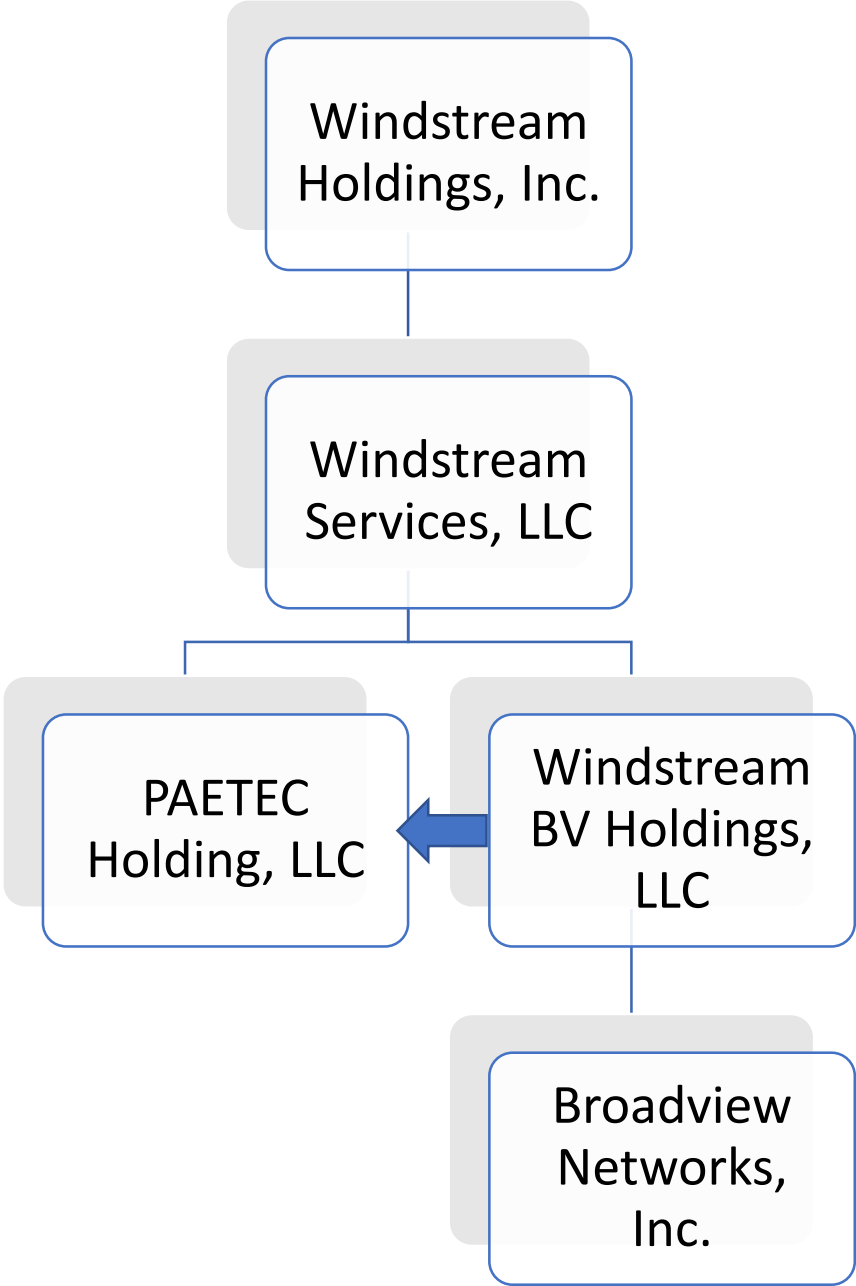 Windstream
Holdings, Inc.
Windstream
Services, LLC
PAETEC
Holding, LLC
Windstream
BV Holdings,
LLC
Broadview
Networks,
Inc.